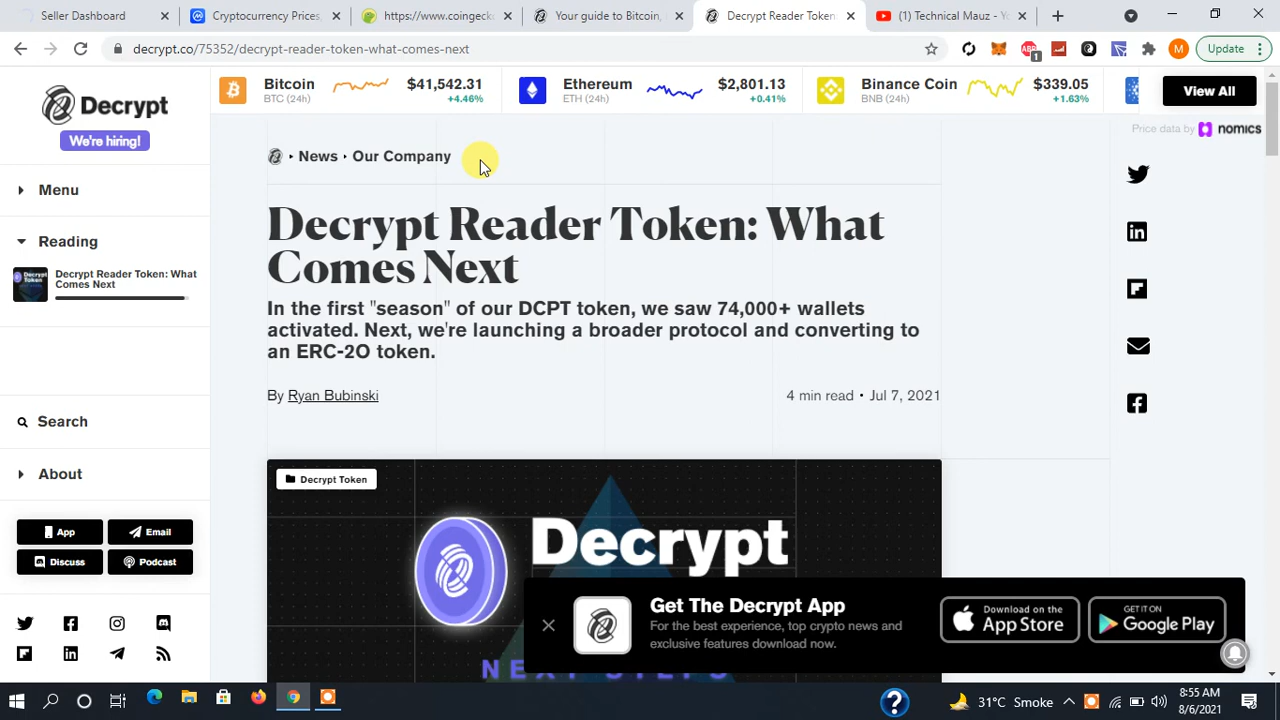 Seller Dashboard
Cryptocurrency Prices,
https://www.coingeck
Your guide to Bitcoin,
Decrypt Reader Token
(1) Technical Mauz - Yo
decrypt.co/75352/decrypt-reader-token-what-comes-next
ABP
1
M
Update
Decrypt
We're hiring!
Bitcoin
BTC (24h)
$41,542.31
+4.46%
Ethereum
ETH (24h)
$2,801.13
+0.41%
Binance Coin
BNB (24h)
$339.05
+1.63%
View All
Price data by nomics
Menu
Reading
Decrypt Reader Token: What
Comes Next
Search
About
App
Email
Discuss
Podcast
News
Our Company
Decrypt Reader Token: What
Comes Next
In the first "season" of our DCPT token, we saw 74,000+ wallets
activated. Next, we're launching a broader protocol and converting to
an ERC-20 token.
By Ryan Bubinski
4 min read • Jul 7, 2021
Decrypt Token
Decrypt
NEXT STEPS
Get The Decrypt App
For the best experience, top crypto news and
exclusive features download now.
Download on the
App Store
GET IT ON
Google Play
31°C Smoke
8:55 AM
8/6/2021